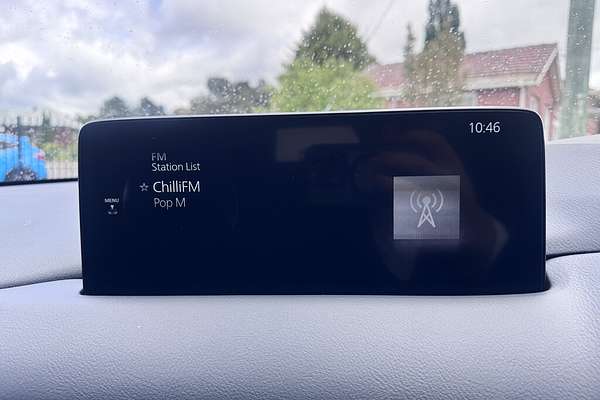 10:46
FM
Station List
☆ ChilliFM
Pop M
MENU